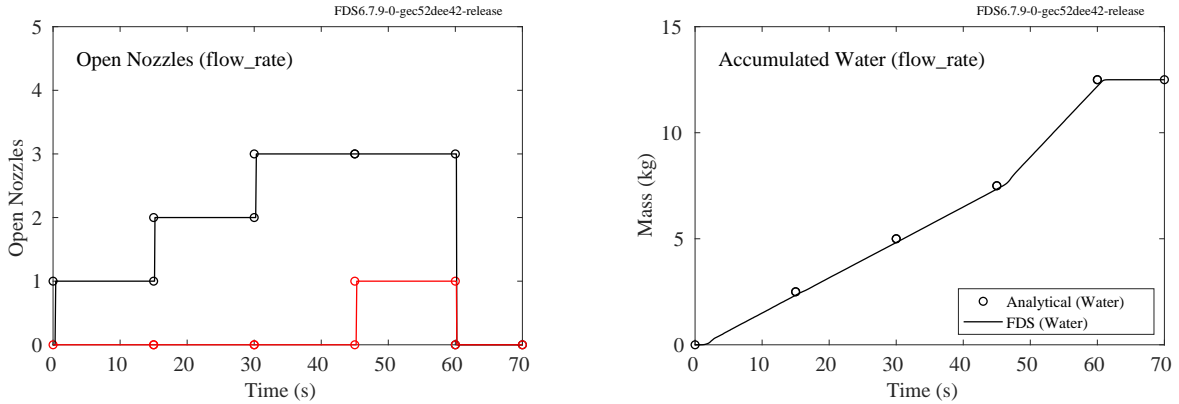 FDS6.7.9-0-gec52dee42-release
Open Nozzles (flow_rate)
5
4
3
2
1
0
Open Nozzles
0 10 20 30 40 50 60 70
Time (s)
FDS6.7.9-0-gec52dee42-release
Accumulated Water (flow_rate)
15
10
5
0
Mass (kg)
Analytical (Water)
FDS (Water)
0 10 20 30 40 50 60 70
Time (s)